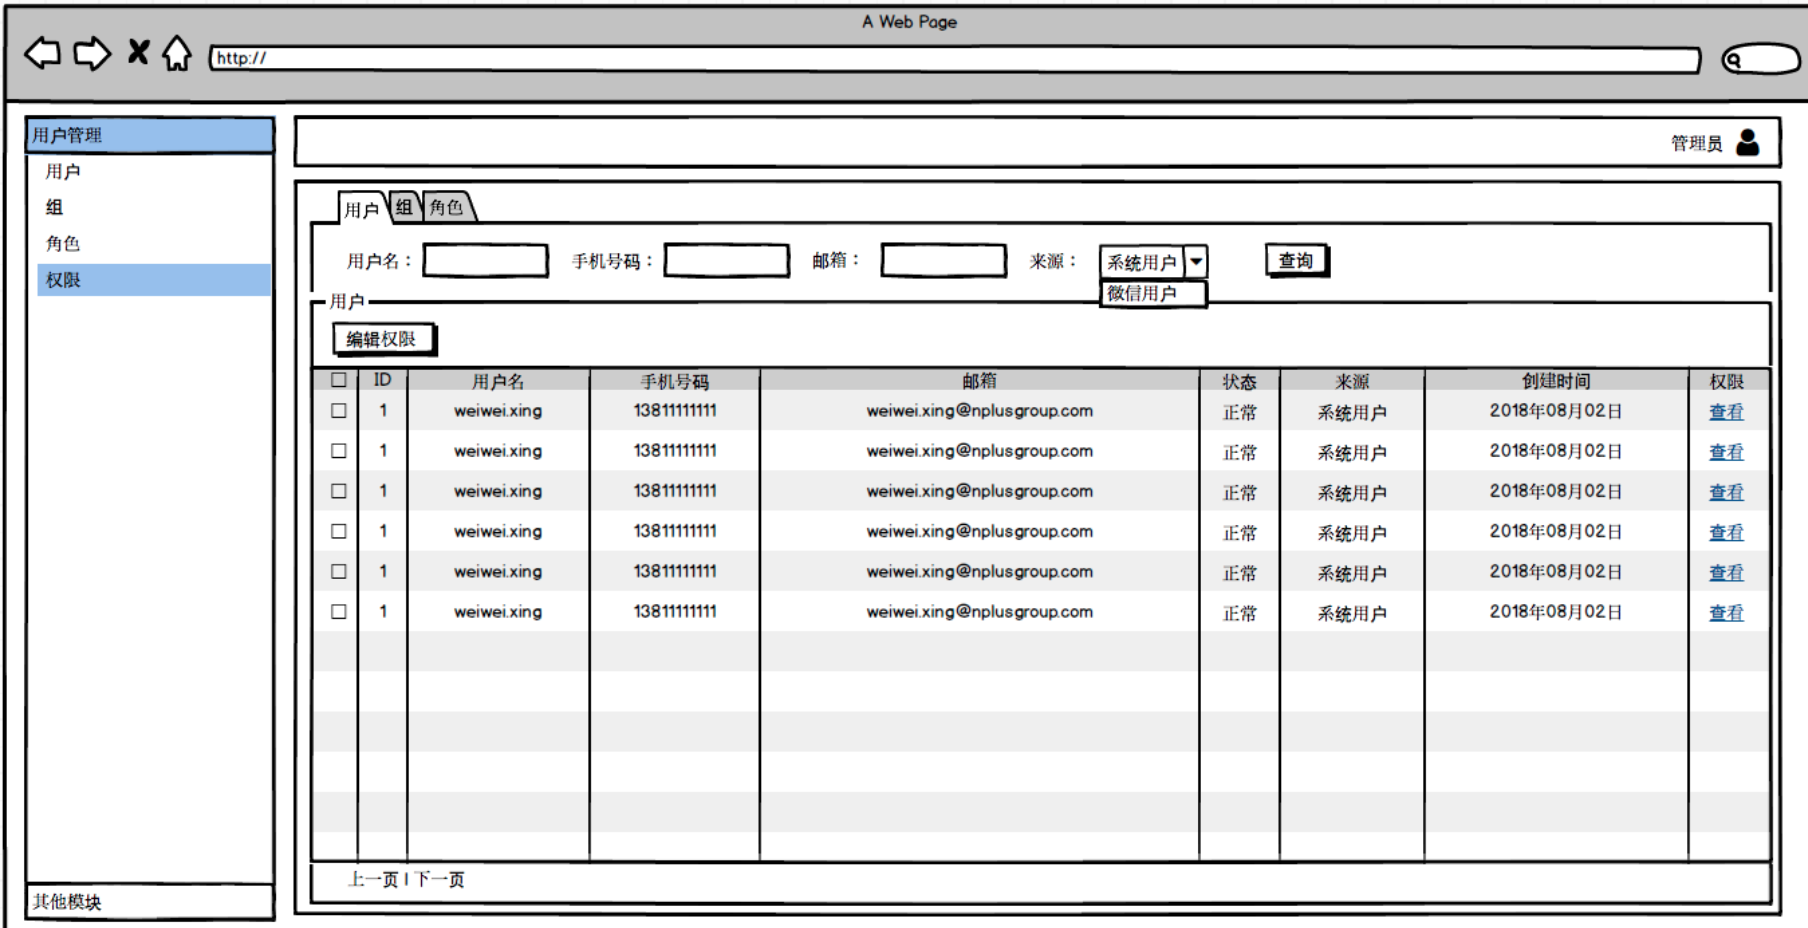 A Web Page
http://
用户管理
用户
组
角色
权限
其他模块
管理员
用户 组 角色
用户名： 手机号码： 邮箱： 来源： 系统用户 查询
微信用户
用户
编辑权限
ID 用户名 手机号码 邮箱 状态 来源 创建时间 权限
1 weiwei.xing 13811111111 weiwei.xing@nplusgroup.com 正常 系统用户 2018年08月02日 查看
1 weiwei.xing 13811111111 weiwei.xing@nplusgroup.com 正常 系统用户 2018年08月02日 查看
1 weiwei.xing 13811111111 weiwei.xing@nplusgroup.com 正常 系统用户 2018年08月02日 查看
1 weiwei.xing 13811111111 weiwei.xing@nplusgroup.com 正常 系统用户 2018年08月02日 查看
1 weiwei.xing 13811111111 weiwei.xing@nplusgroup.com 正常 系统用户 2018年08月02日 查看
1 weiwei.xing 13811111111 weiwei.xing@nplusgroup.com 正常 系统用户 2018年08月02日 查看
上一页 | 下一页